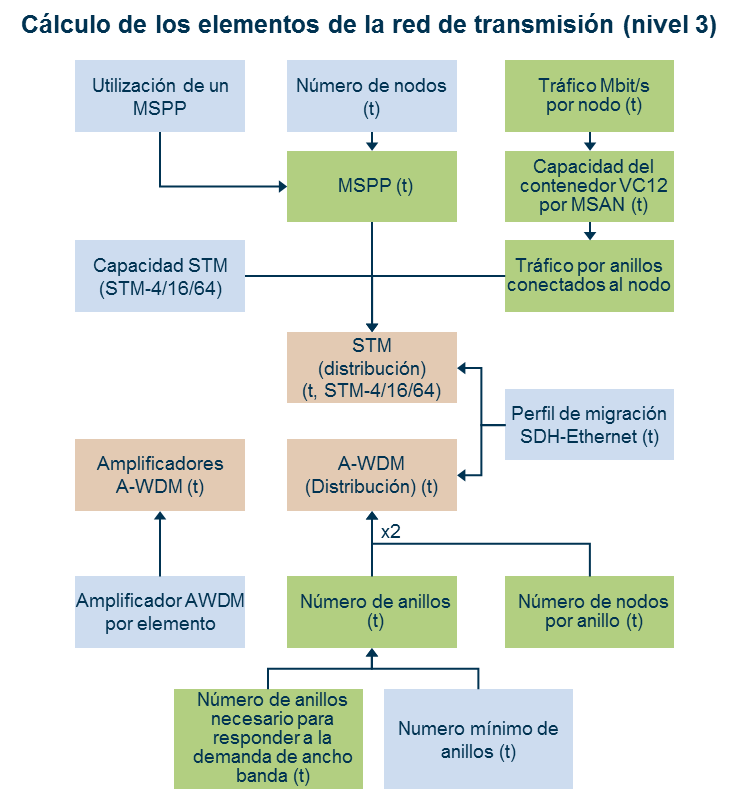 Cálculo de los elementos de la red de transmisión (nivel 3)
Utilización de un
MSPP
Número de nodos
(t)
Tráfico Mbit/s
por nodo (t)
MSPP (t)
Capacidad del
contenedor VC12
por MSAN (t)
Capacidad STM
(STM-4/16/64)
Tráfico por anillos
conectados al nodo
STM
(distribución)
(t, STM-4/16/64)
Perfil de migración
SDH-Ethernet (t)
Amplificadores
A-WDM (t)
A-WDM
(Distribución) (t)
x2
Amplificador AWDM
por elemento
Número de anillos
(t)
Número de nodos
por anillo (t)
Número de anillos
necesario para
responder a la
demanda de ancho
banda (t)
Numero mínimo de
anillos (t)